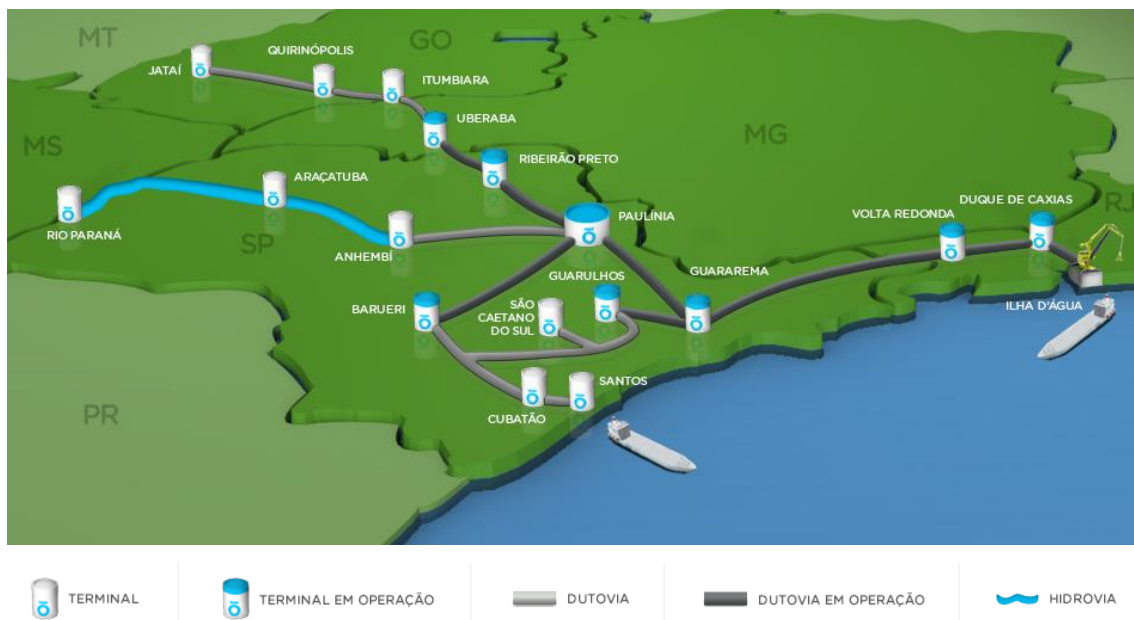 MT
GO
QUIRINÓPOLIS
JATAÍ
ITUMBIARA
UBERABA
MG
MS
RIBEIRÃO PRETO
ARAÇATUBA
DUQUE DE CAXIAS
RJ
PAULÍNIA
VOLTA REDONDA
RIO PARANÁ
SP
ANHEMBÍ
GUARULHOS
GUARAREMA
BARUERI
SÃO
CAETANO
DO SUL
ILHA D'ÁGUA
SANTOS
CUBATÃO
PR
TERMINAL
TERMINAL EM OPERAÇÃO
DUTOVIA
DUTOVIA EM OPERAÇÃO
HIDROVIA